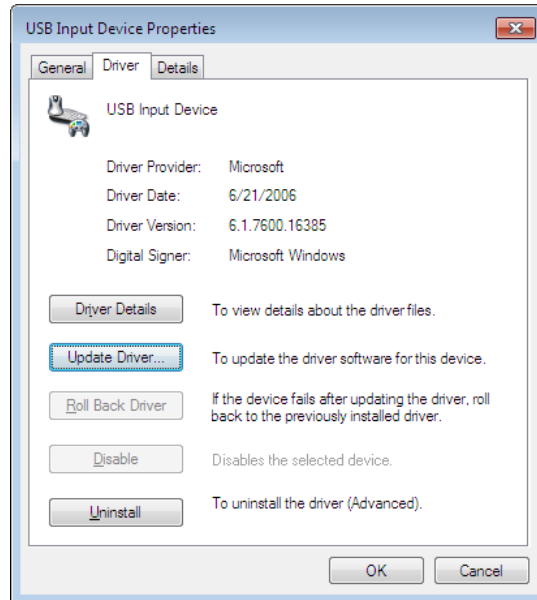 USB Input Device Properties
General Driver Details
USB Input Device
Driver Provider: Microsoft
Driver Date: 6/21/2006
Driver Version: 6.1.7600.16385
Digital Signer: Microsoft Windows
Driver Details To view details about the driver files.
Update Driver... To update the driver software for this device.
Roll Back Driver If the device fails after updating the driver, roll
back to the previously installed driver.
Disable Disables the selected device.
Uninstall To uninstall the driver (Advanced).
OK Cancel